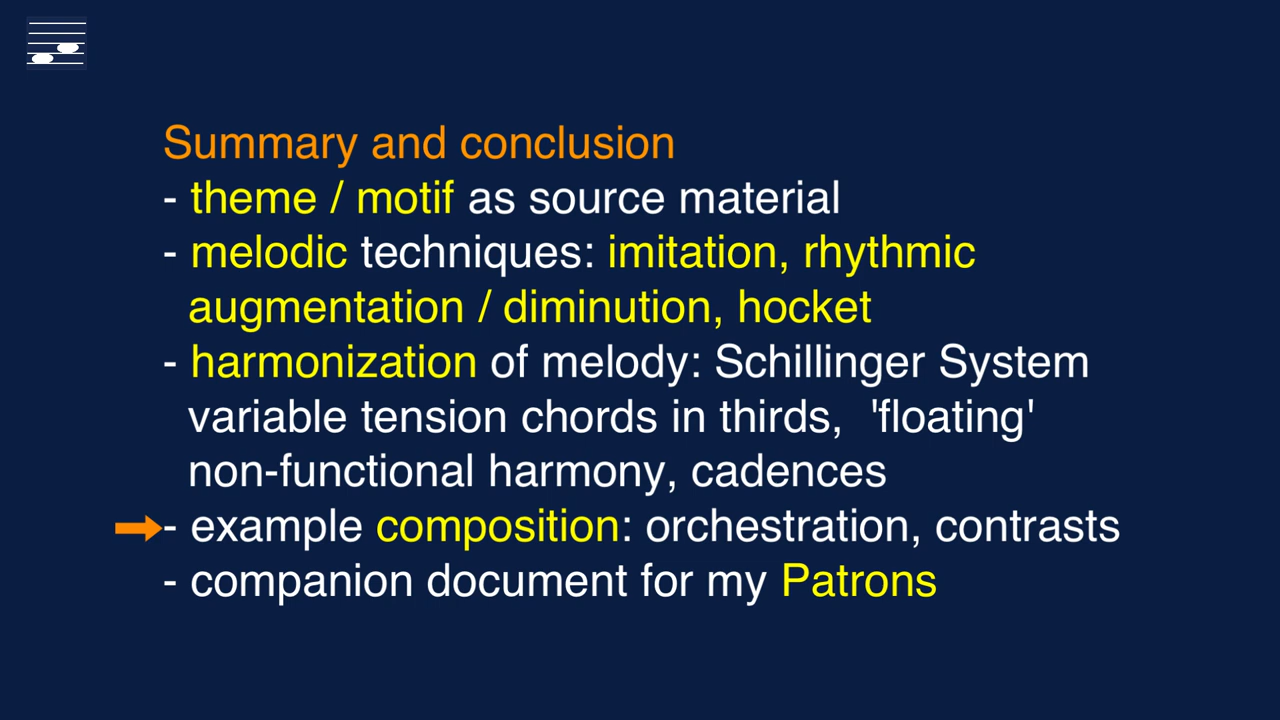 Summary and conclusion
- theme / motif as source material
- melodic techniques: imitation, rhythmic
augmentation / diminution, hocket
- harmonization of melody: Schillinger System
variable tension chords in thirds,  'floating'
non-functional harmony, cadences
- example composition: orchestration, contrasts
- companion document for my Patrons